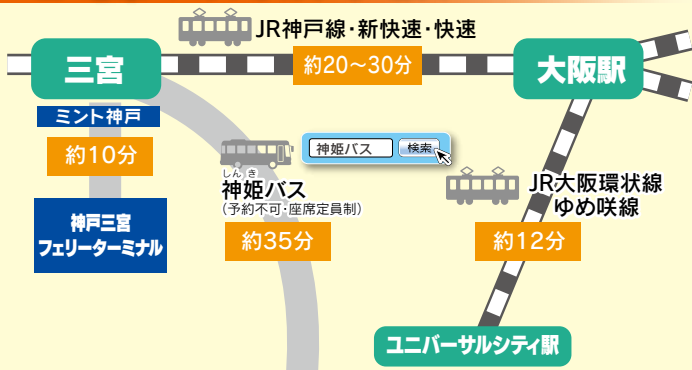 JR神戸線・新快速・快速
三宮
約20〜30分
大阪駅
ミント神戸
約10分
神姫バス
検索
しんき
神姫バス
(予約不可・座席定員制)
JR大阪環状線
ゆめ咲線
神戸三宮
フェリーターミナル
約35分
約12分
ユニバーサルシティ駅